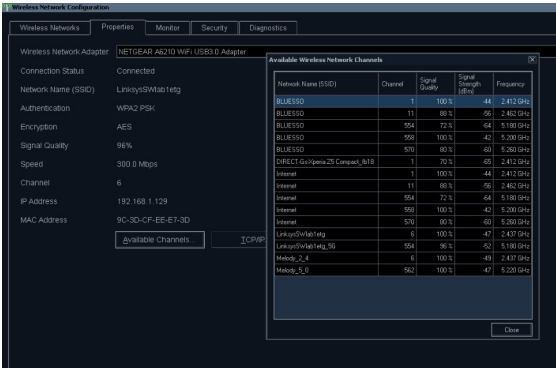 Wireless Network Configuration
Wireless Networks
Properties
Monitor
Security
Diagnostics
Wireless Network Adapter NETGEAR A6210 WiFi USB3.0 Adapter
Connection Status Connected
Network Name (SSID) LinksysSWlab1etg
Authentication WPA2 PSK
Encryption AES
Signal Quality 96%
Speed 300.0 Mbps
Channel 6
IP Address 192.168.1.129
MAC Address 9C-3D-CF-EE-E7-3D
Available Channels... TCP/IP
Available Wireless Network Channels
Network Name (SSID) Channel Signal Quality Signal Strength (dBm) Frequency
BLUESSO 1 100 % -44 2.412 GHz
BLUESSO 11 88 % -56 2.462 GHz
BLUESSO 554 72 % -64 5.180 GHz
BLUESSO 558 100 % -42 5.200 GHz
BLUESSO 570 80 % -60 5.260 GHz
DIRECT-GsiXperia Z5 Compact_fb18 1 70 % -65 2.412 GHz
Internet 1 100 % -44 2.412 GHz
Internet 11 88 % -56 2.462 GHz
Internet 554 72 % -64 5.180 GHz
Internet 558 100 % -42 5.200 GHz
Internet 570 80 % -60 5.260 GHz
LinksysSWlab1etg 6 100 % -47 2.437 GHz
LinksysSWlab1etg_5G 554 96 % -52 5.180 GHz
Melody_2_4 6 100 % -49 2.437 GHz
Melody_5_0 562 100 % -47 5.220 GHz
Close